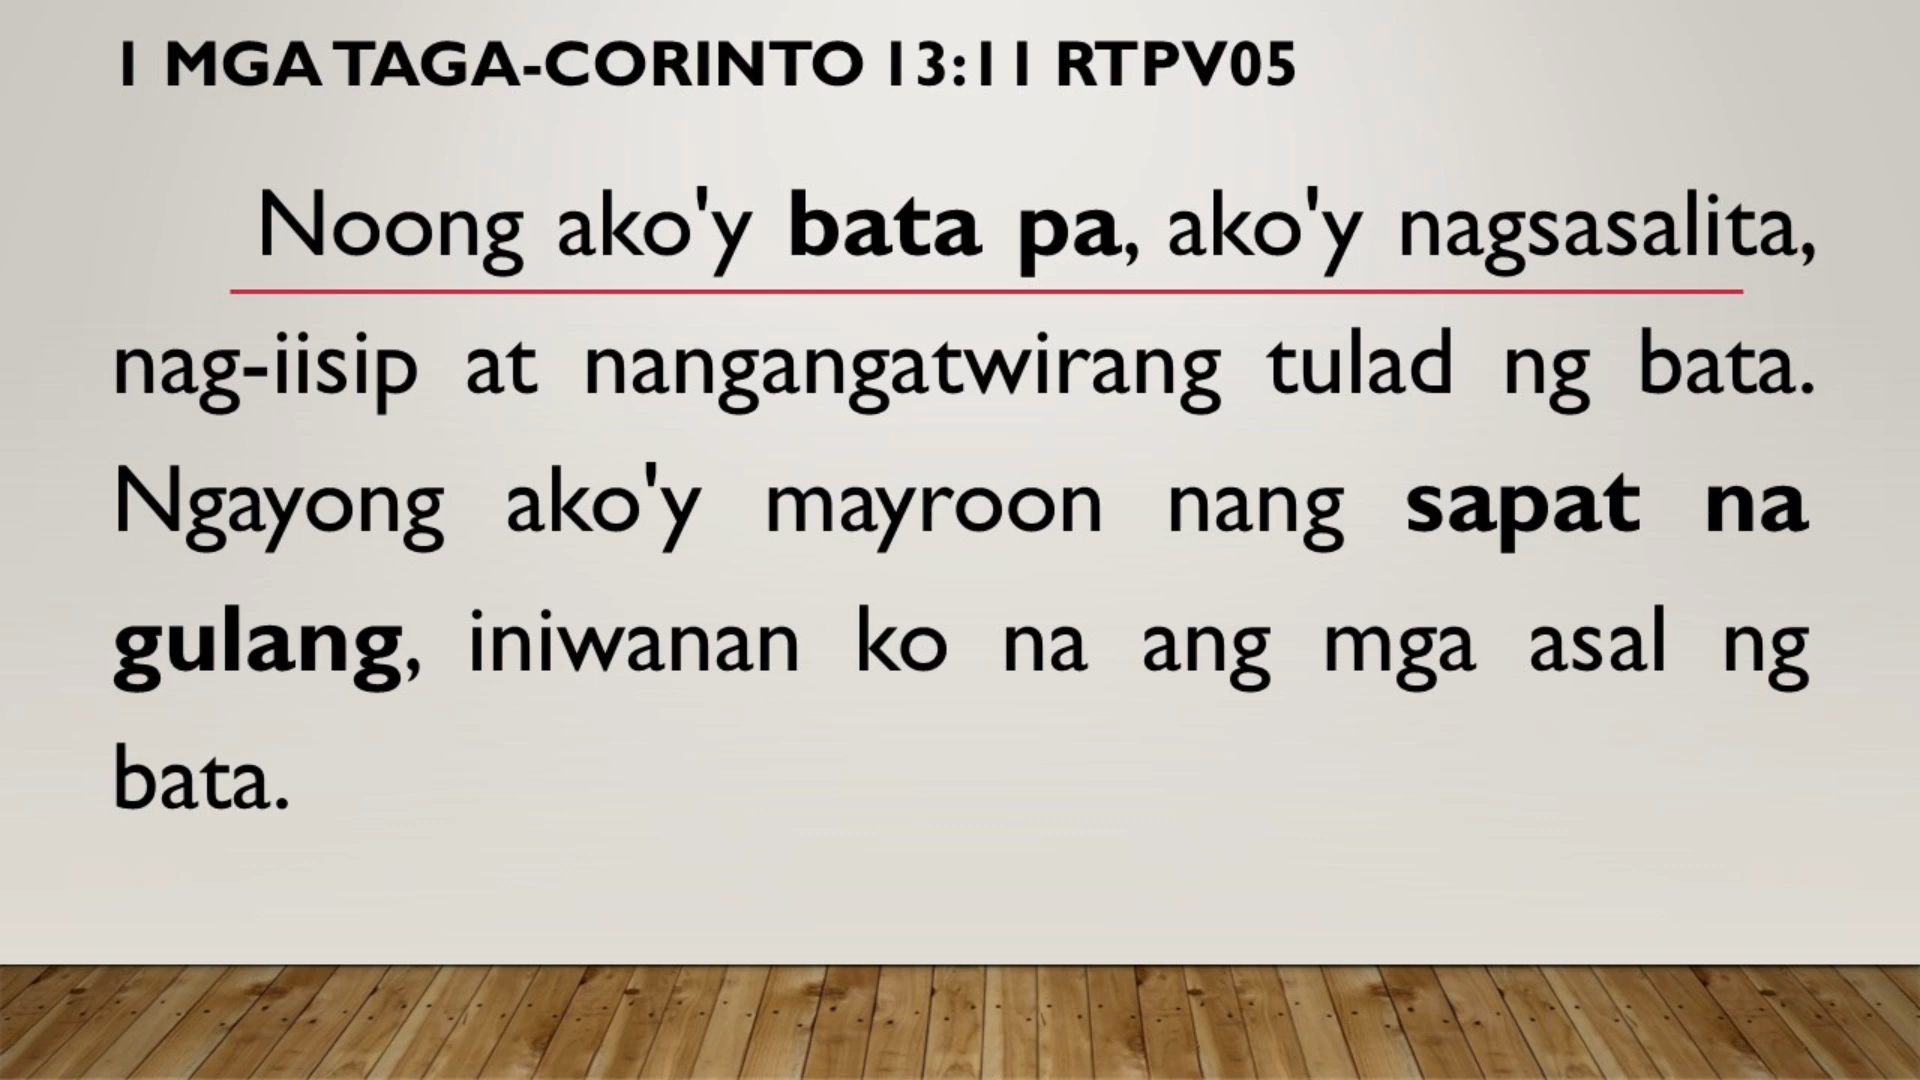 1 MGA TAGA-CORINTO 13:11 RTPV05
Noong ako'y bata pa, ako'y nagsasalita,
nag-iisip at nangangatwirang tulad ng bata.
Ngayong ako'y mayroon nang sapat na
gulang, iniwanan ko na ang mga asal ng
bata.